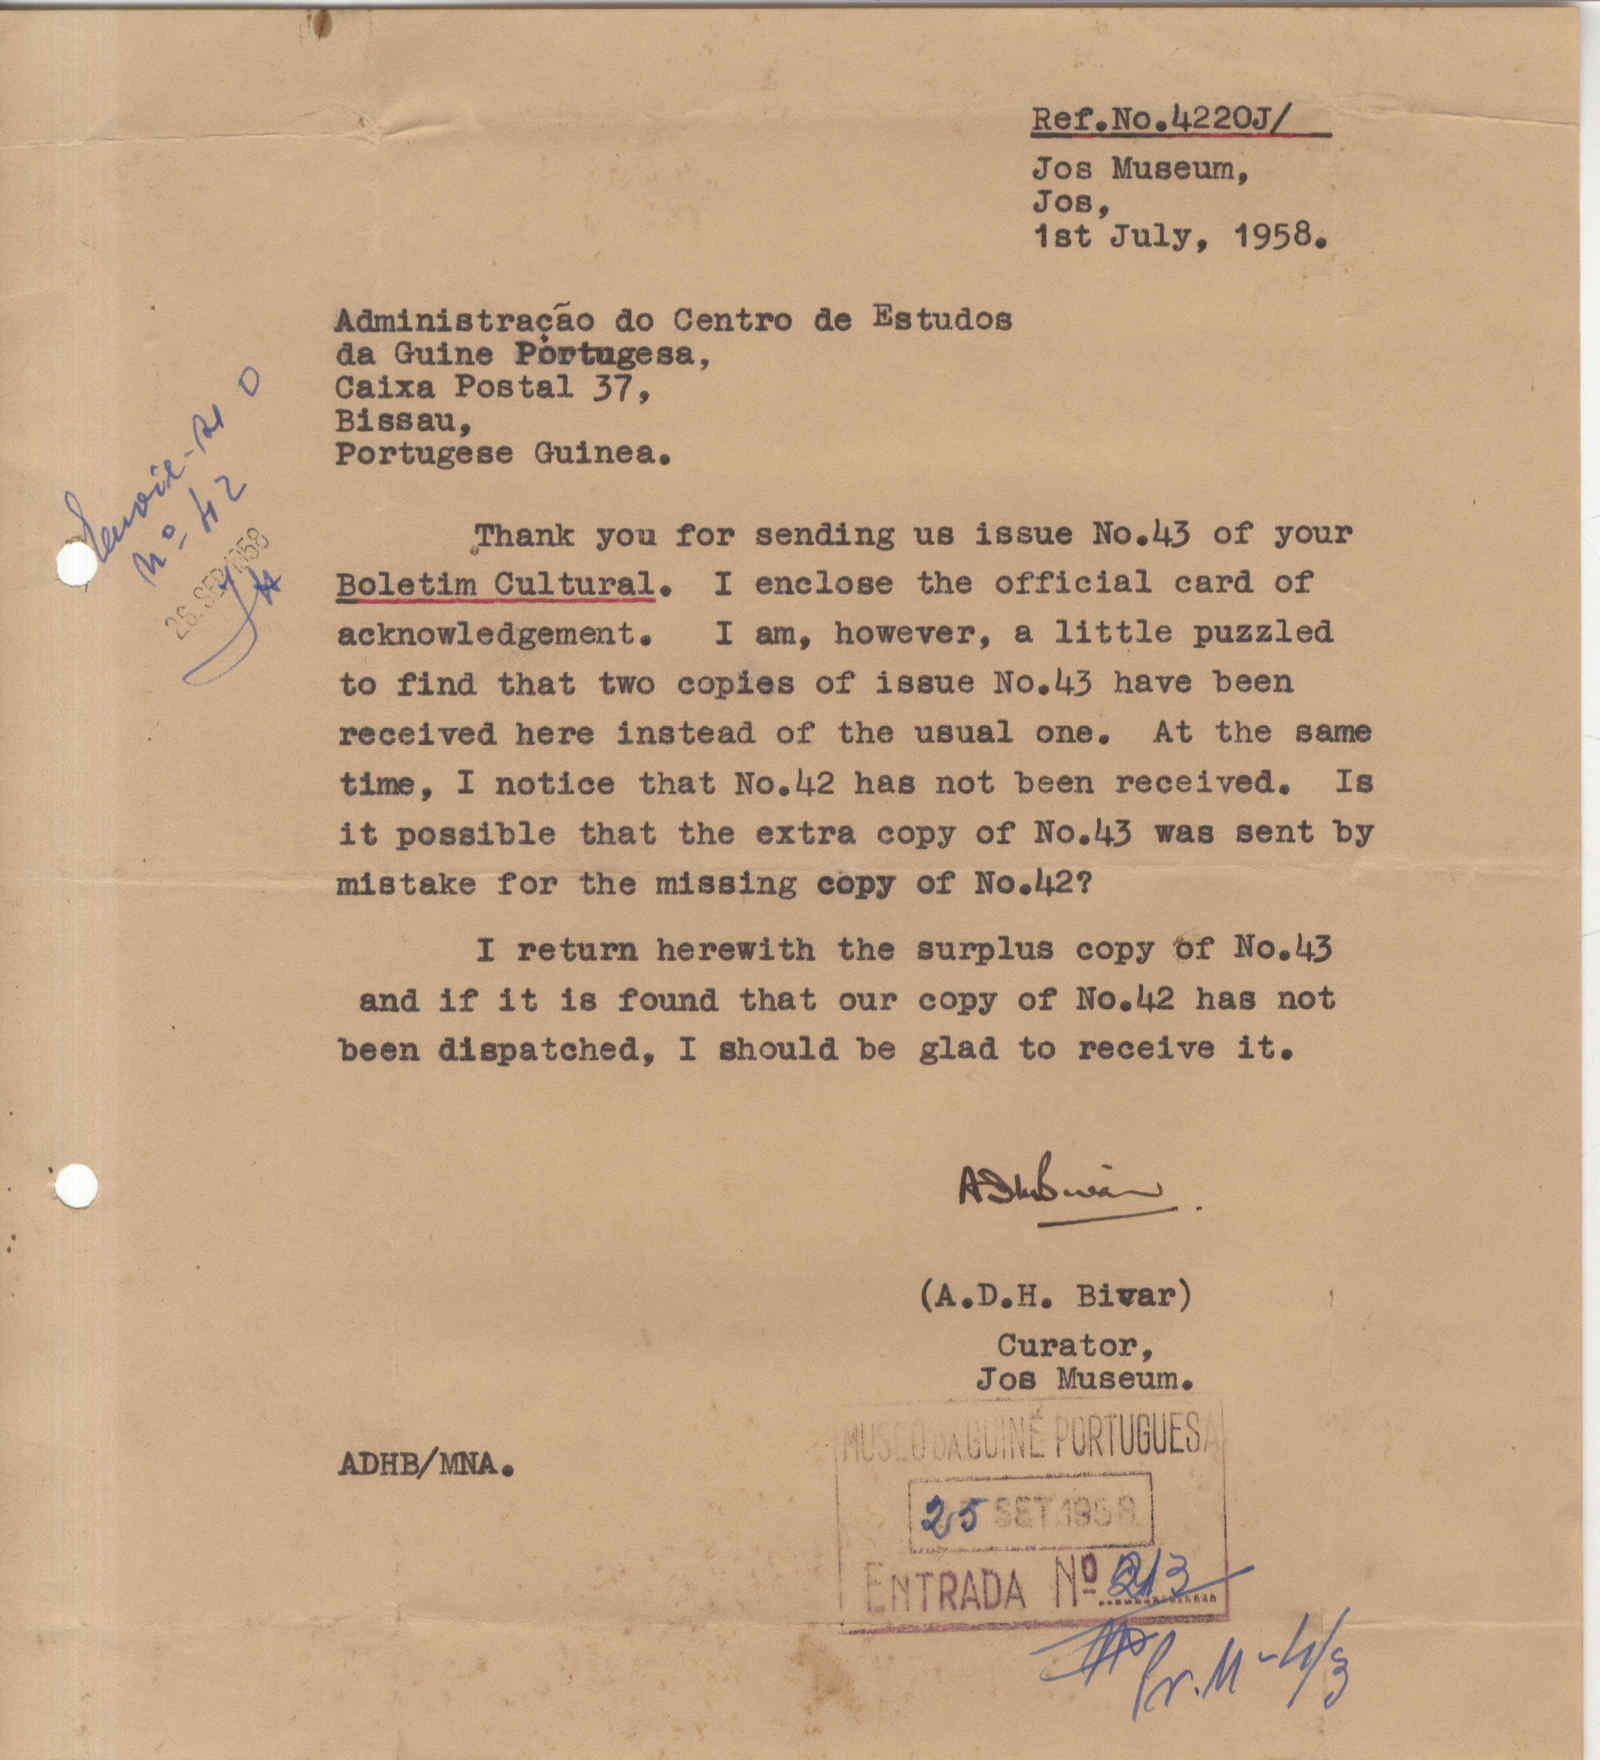 Ref.No.4220J/
Jos Museum,
Jos,
1st July, 1958.
Administração do Centro de Estudos
da Guine Portugesa,
Caixa Postal 37,
Bissau,
Portugese Guinea.
nº 42
26.SEP.1958
Thank you for sending us issue No.43 of your
Boletim Cultural. I enclose the official card of
acknowledgement. I am, however, a little puzzled
to find that two copies of issue No.43 have been
received here instead of the usual one. At the same
time, I notice that No.42 has not been received. Is
it possible that the extra copy of No.43 was sent by
mistake for the missing copy of No.42?
I return herewith the surplus copy of No.43
and if it is found that our copy of No.42 has not
been dispatched, I should be glad to receive it.
ADHBivar
(A.D.H. Bivar)
Curator,
Jos Museum.
ADHB/MNA.
MUSEU DA GUINÉ PORTUGUESA
25 SET.1958
ENTRADA Nº 213